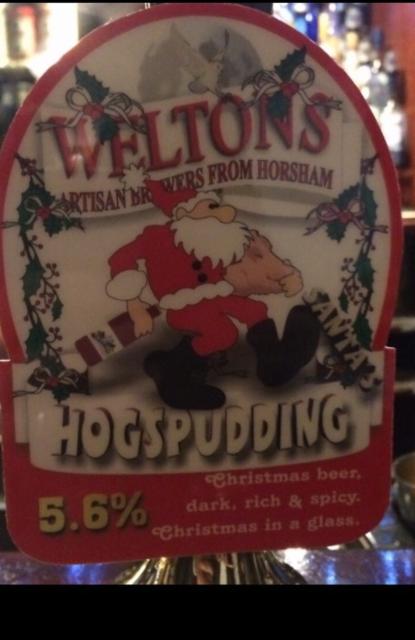 WELTONS
ARTISAN BREWERS FROM HORSHAM
SANTA'S
HOGSPUDDING
5.6%
Christmas beer,
dark, rich & spicy.
Christmas in a glass.